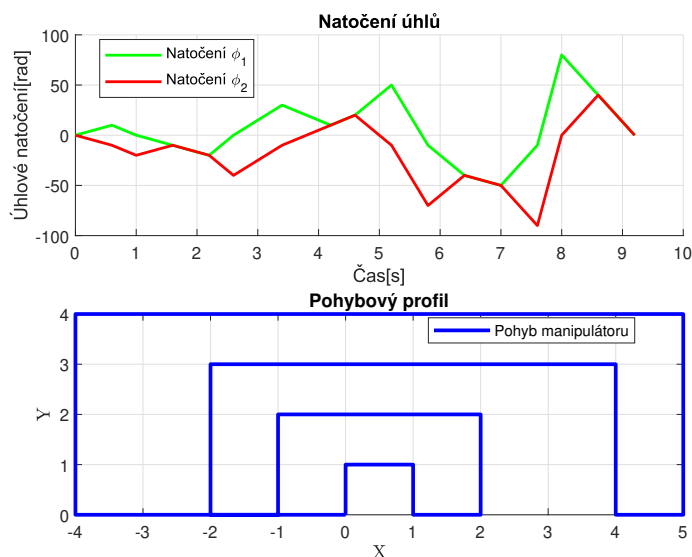 Natočení úhlů
Natočení ϕ1
Natočení ϕ2
Úhlové natočení[rad]
100
50
0
-50
-100
0 1 2 3 4 5 6 7 8 9 10
Čas[s]
Pohybový profil
Pohyb manipulátoru
Y
4
3
2
1
0
-4 -3 -2 -1 0 1 2 3 4 5
X